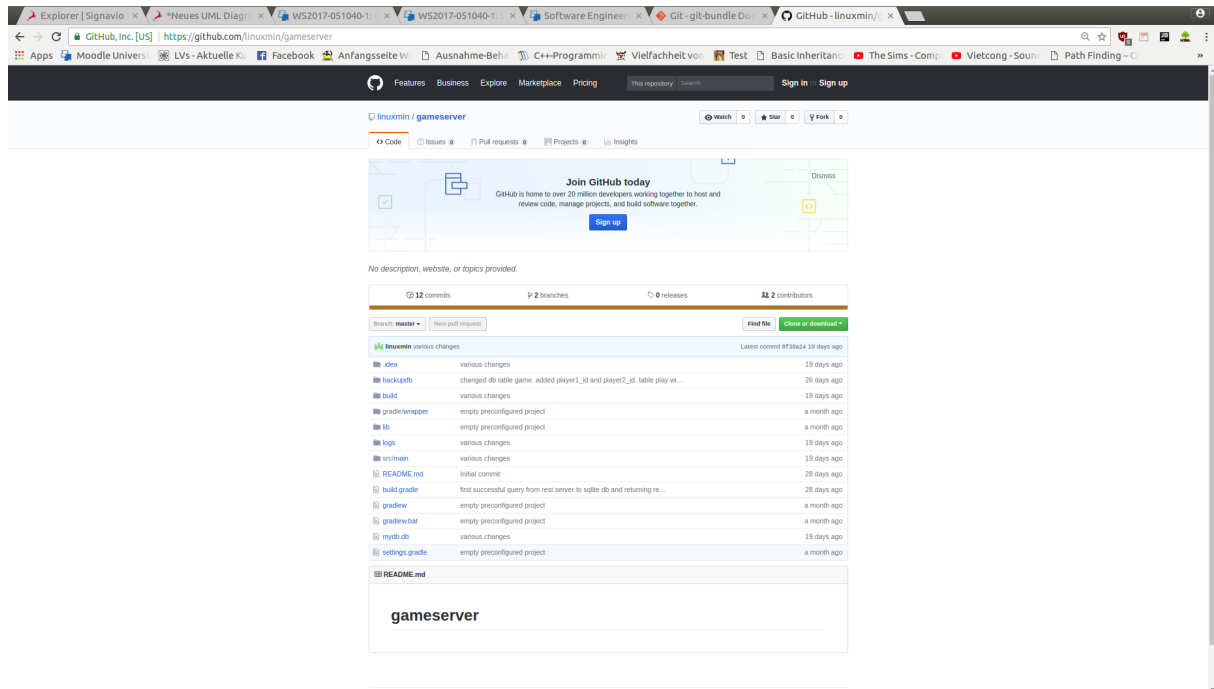 Explorer | Signavio *Neues UML Diagr WS2017-051040-1: WS2017-051040-1: Software Engineer Git - git-bundle Doc GitHub - linuxmin/
GitHub, Inc. [US] https://github.com/linuxmin/gameserver
Apps Moodle Univers LVs - Aktuelle Ku Facebook Anfangsseite W Ausnahme-Beha C++-Programmie Vielfachheit von Test Basic Inheritanc The Sims - Compl Vietcong - Soun Path Finding – C »
Features Business Explore Marketplace Pricing This repository Search Sign in or Sign up
linuxmin / gameserver Watch 0 Star 0 Fork 0
Code Issues 0 Pull requests 0 Projects 0 Insights
Dismiss
Join GitHub today
GitHub is home to over 20 million developers working together to host and
review code, manage projects, and build software together.
Sign up
No description, website, or topics provided.
12 commits 2 branches 0 releases 2 contributors
Branch: master New pull request Find file Clone or download
linuxmin various changes Latest commit 8f38a24 19 days ago
.idea various changes 19 days ago
backupdb changed db table game. added player1_id and player2_id. table play wi… 26 days ago
build various changes 19 days ago
gradle/wrapper empty preconfigured project a month ago
lib empty preconfigured project a month ago
logs various changes 19 days ago
src/main various changes 19 days ago
README.md Initial commit 28 days ago
build.gradle first successful query from rest server to sqlite db and returning re… 28 days ago
gradlew empty preconfigured project a month ago
gradlew.bat empty preconfigured project a month ago
mydb.db various changes 19 days ago
settings.gradle empty preconfigured project a month ago
README.md
gameserver